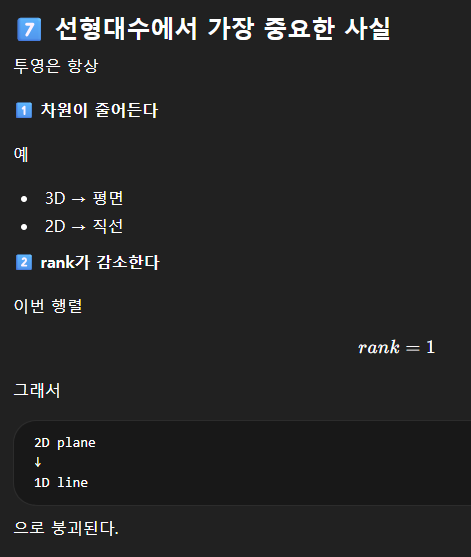 7 선형대수에서 가장 중요한 사실
투영은 항상
1 차원이 줄어든다
예
• 3D → 평면
• 2D → 직선
2 rank가 감소한다
이번 행렬
rank = 1
그래서
2D plane
↓
1D line
으로 붕괴된다.